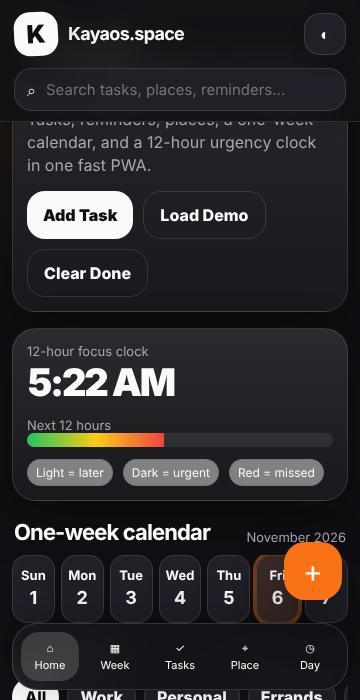 K
Kayaos.space
Search tasks, places, reminders...
Tasks, reminders, places, a one-week
calendar, and a 12-hour urgency clock
in one fast PWA.
Add Task
Load Demo
Clear Done
12-hour focus clock
5:22 AM
Next 12 hours
Light = later
Dark = urgent
Red = missed
One-week calendar
November 2026
Sun Mon Tue Wed Thu Fri
1 2 3 4 5 6 7
+
Home Week Tasks Place Day
All Work Personal Errands